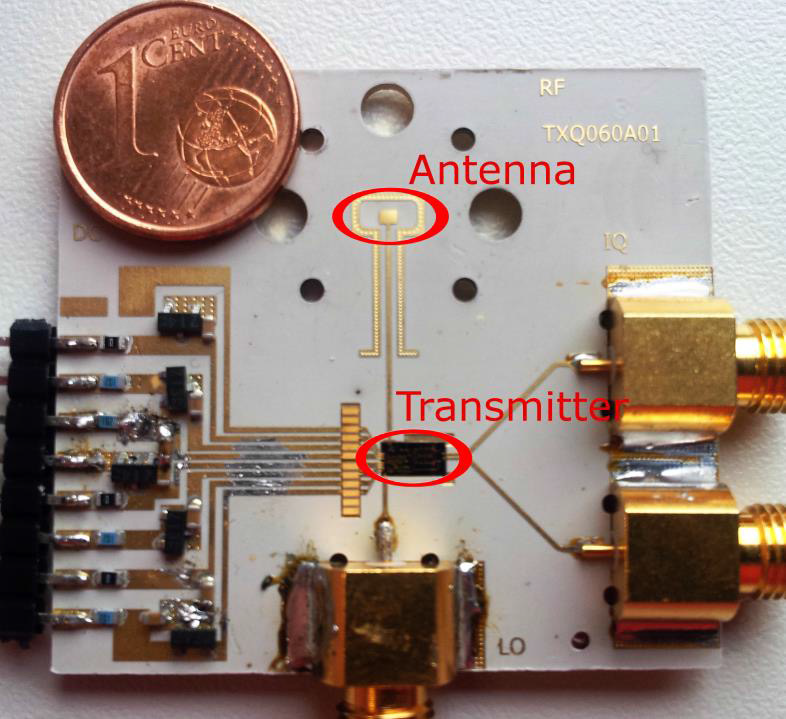 1
EURO
CENT
RF
TXQ060A01
Antenna
DC
IQ
Transmitter
LO